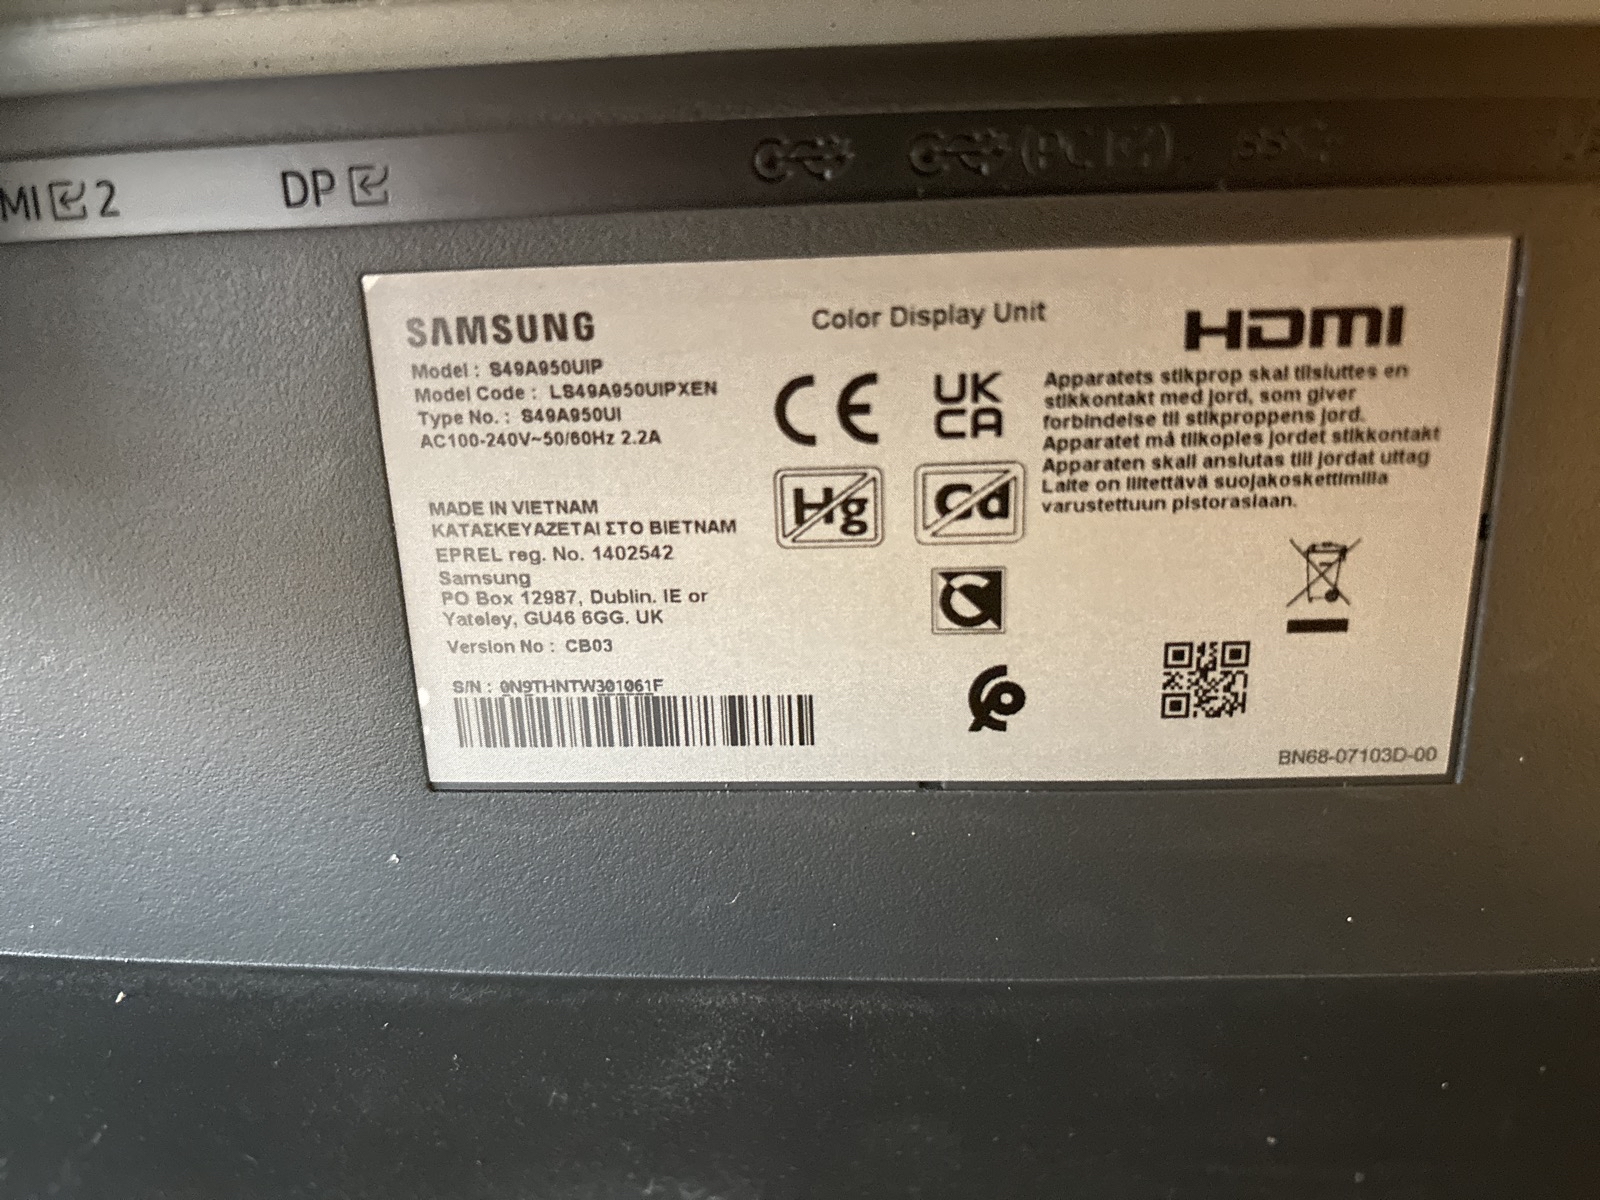 MI 2
DP
(PC)
SAMSUNG
Model : S49A950UIP
Model Code : LS49A950UIPXEN
Type No. : S49A950UI
AC100-240V~50/60Hz 2.2A
MADE IN VIETNAM
ΚΑΤΑΣΚΕΥΑΖΕΤΑΙ ΣΤΟ ΒΙΕΤΝΑΜ
EPREL reg. No. 1402542
Samsung
PO Box 12987, Dublin. IE or
Yateley, GU46 6GG. UK
Version No : CB03
S/N : 0N9THNTW301061F
Color Display Unit
CE
UK
CA
Hg
Cd
HDMI
Apparatets stikprop skal tilsluttes en
stikkontakt med jord, som giver
forbindelse til stikproppens jord.
Apparatet må tilkoples jordet stikkontakt
Apparaten skall anslutas till jordat uttag
Laite on liitettävä suojakoskettimilla
varustettuun pistorasiaan.
BN68-07103D-00